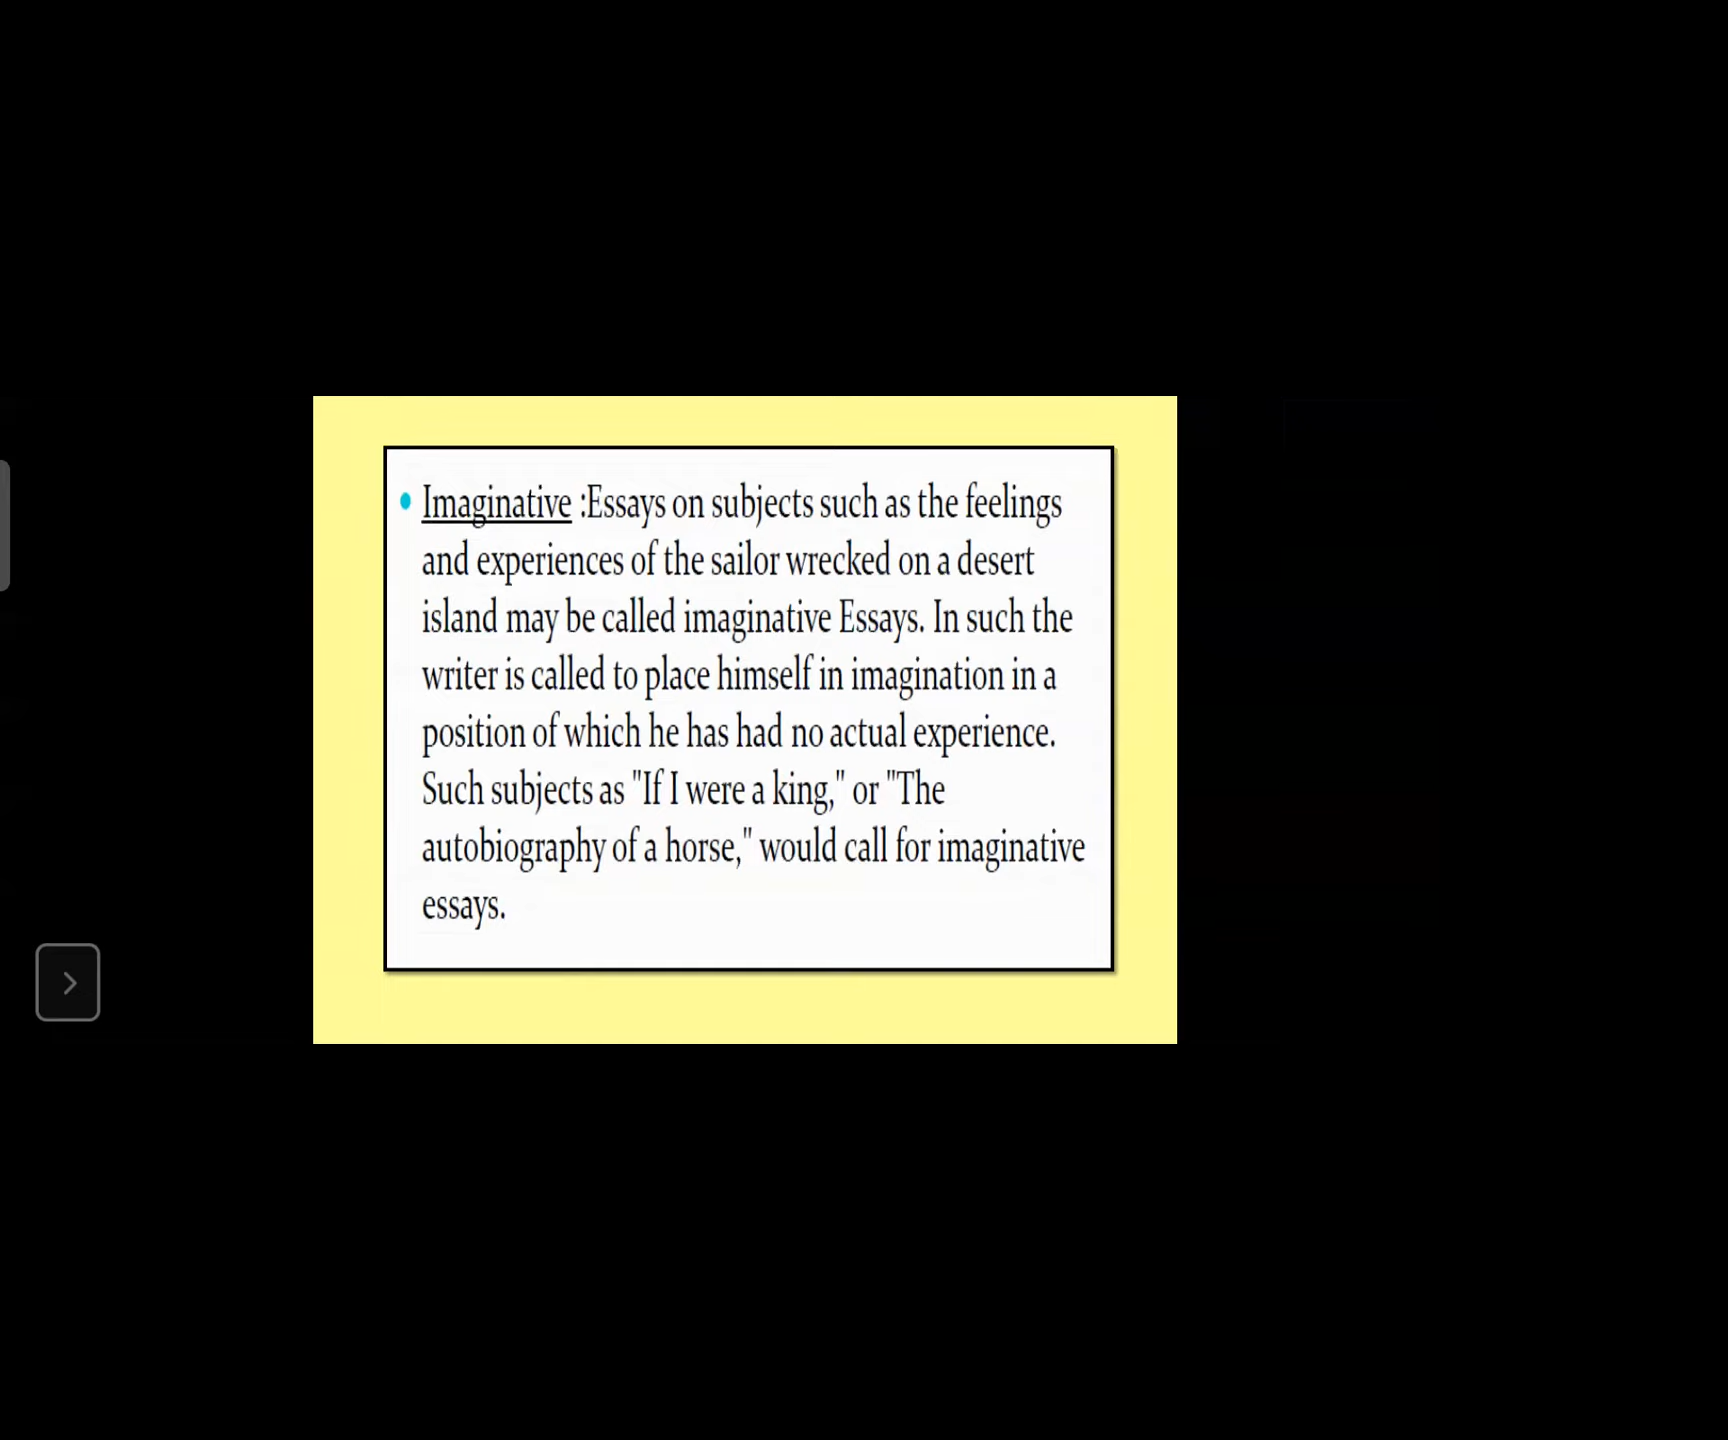 • Imaginative :Essays on subjects such as the feelings
and experiences of the sailor wrecked on a desert
island may be called imaginative Essays. In such the
writer is called to place himself in imagination in a
position of which he has had no actual experience.
Such subjects as "If I were a king," or "The
autobiography of a horse," would call for imaginative
essays.